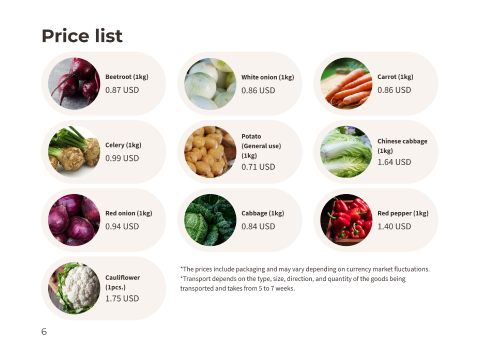 Price list
Beetroot (1kg)
0.87 USD
White onion (1kg)
0.86 USD
Carrot (1kg)
0.86 USD
Celery (1kg)
0.99 USD
Potato
(General use)
(1kg)
0.71 USD
Chinese cabbage
(1kg)
1.64 USD
Red onion (1kg)
0.94 USD
Cabbage (1kg)
0.84 USD
Red pepper (1kg)
1.40 USD
Cauliflower
(1pcs.)
1.75 USD
*The prices include packaging and may vary depending on currency market fluctuations.
*Transport depends on the type, size, direction, and quantity of the goods being
transported and takes from 5 to 7 weeks.
6